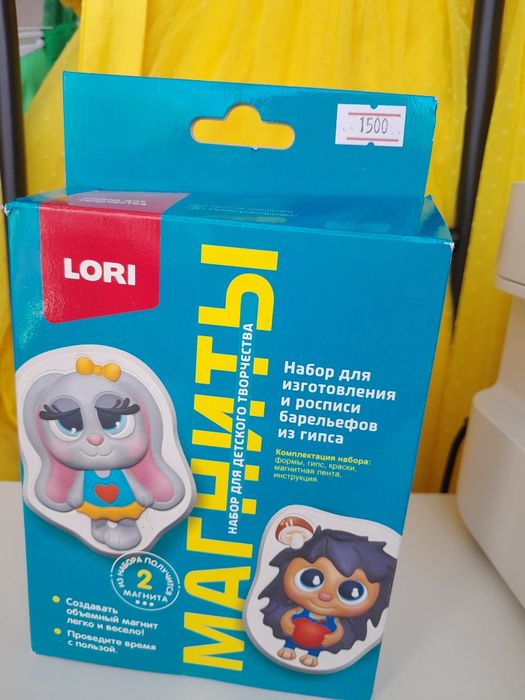 1500
LORI
МАГНИТЫ
НАБОР ДЛЯ ДЕТСКОГО ТВОРЧЕСТВА
Набор для
изготовления
и росписи
барельефов
из гипса
Комплектация набора:
формы, гипс, краски,
магнитная лента,
инструкция.
ИЗ НАБОРА ПОЛУЧИТСЯ
2
МАГНИТА
• Создавать
объемный магнит
легко и весело!
• Проведите время
с пользой.